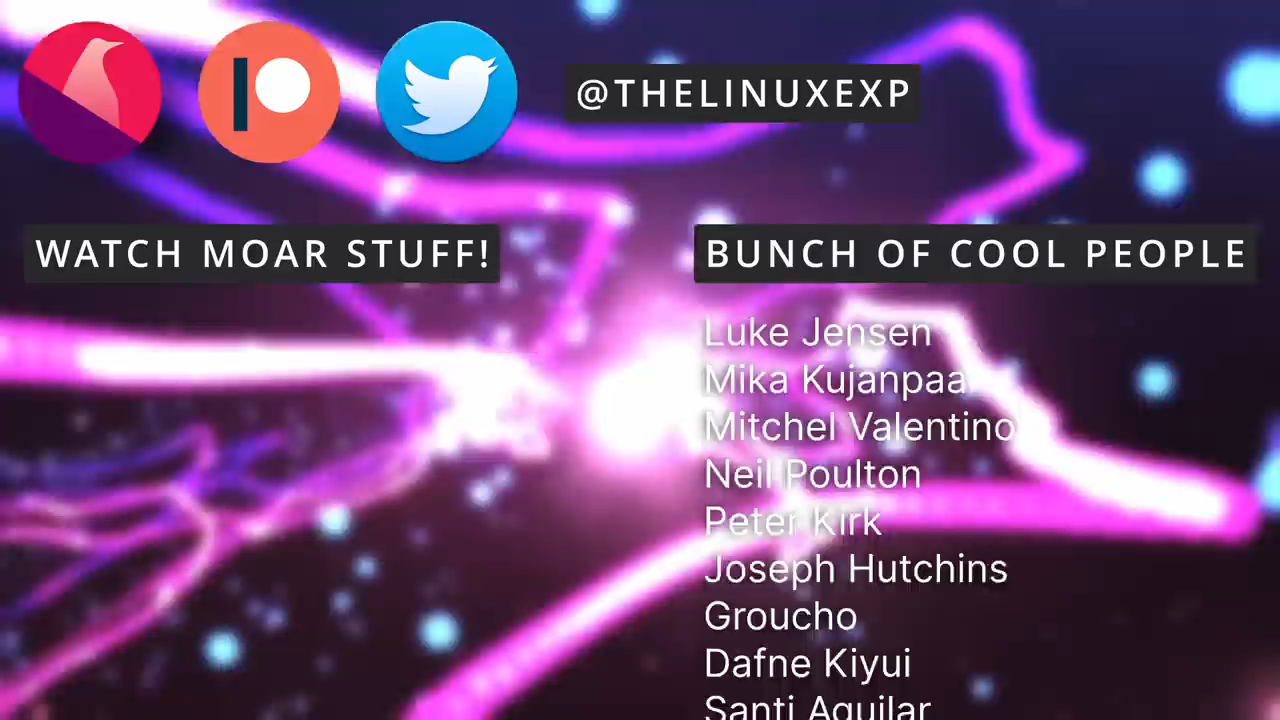 @THELINUXEXP
WATCH MOAR STUFF!
BUNCH OF COOL PEOPLE
Luke Jensen
Mika Kujanpaa
Mitchel Valentino
Neil Poulton
Peter Kirk
Joseph Hutchins
Groucho
Dafne Kiyui
Santi Aguilar